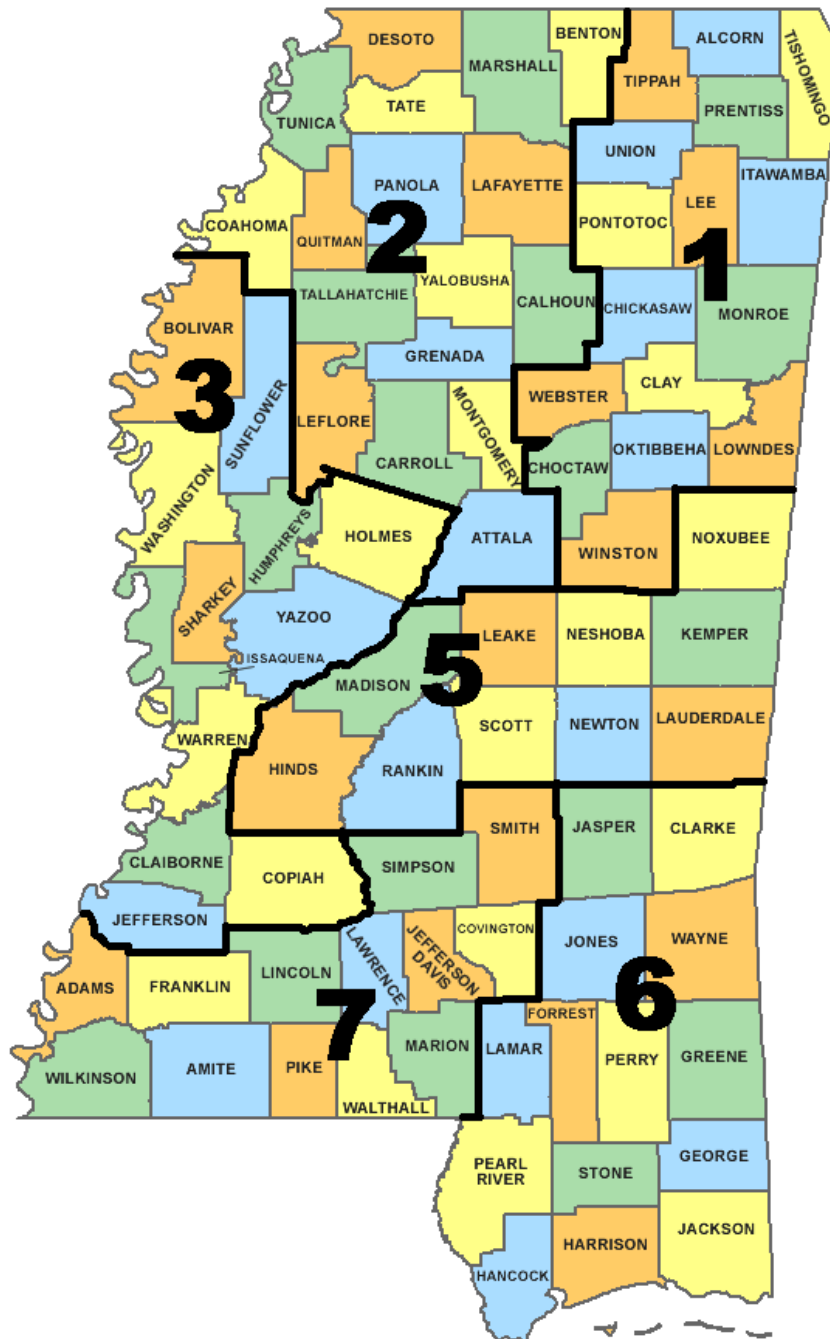 DESOTO
BENTON
ALCORN
TISHOMINGO
MARSHALL
TIPPAH
TATE
TUNICA
PRENTISS
UNION
ITAWAMBA
PANOLA
LAFAYETTE
LEE
COAHOMA
QUITMAN
2
PONTOTOC
1
TALLAHATCHIE
YALOBUSHA
CALHOUN
CHICKASAW
MONROE
BOLIVAR
GRENADA
3
SUNFLOWER
LEFLORE
MONTGOMERY
WEBSTER
CLAY
CARROLL
CHOCTAW
OKTIBBEHA
LOWNDES
WASHINGTON
HUMPHREYS
HOLMES
ATTALA
WINSTON
NOXUBEE
SHARKEY
YAZOO
ISSAQUENA
LEAKE
NESHOBA
KEMPER
MADISON
5
WARREN
SCOTT
NEWTON
LAUDERDALE
HINDS
RANKIN
SMITH
JASPER
CLARKE
CLAIBORNE
COPIAH
SIMPSON
JEFFERSON
LAWRENCE
JEFFERSON
DAVIS
COVINGTON
JONES
WAYNE
ADAMS
FRANKLIN
LINCOLN
7
6
FORREST
WILKINSON
AMITE
PIKE
MARION
LAMAR
PERRY
GREENE
WALTHALL
PEARL
RIVER
STONE
GEORGE
JACKSON
HARRISON
HANCOCK